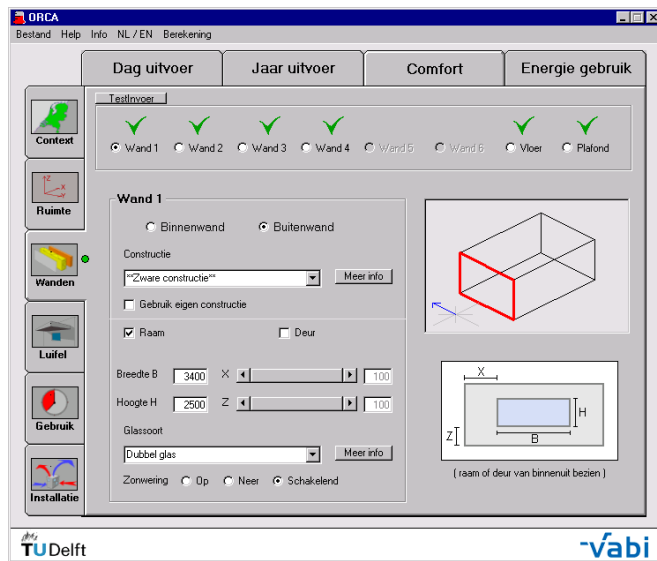 ORCA
Bestand Help Info NL / EN Berekening
Dag uitvoer Jaar uitvoer Comfort Energie gebruik
TestInvoer
Context
Wand 1 Wand 2 Wand 3 Wand 4 Wand 5 Wand 6 Vloer Plafond
Z X
Ruimte
Wand 1
Binnenwand Buitenwand
Constructie
**Zware constructie** Meer info
Wanden
Gebruik eigen constructie
Raam Deur
Luifel
Breedte B 3400 X 100
Hoogte H 2500 Z 100
X
H
Z
B
Gebruik
Glassoort
Dubbel glas Meer info
Zonwering Op Neer Schakelend
( raam of deur van binnenuit bezien )
Installatie
TU Delft
vabi